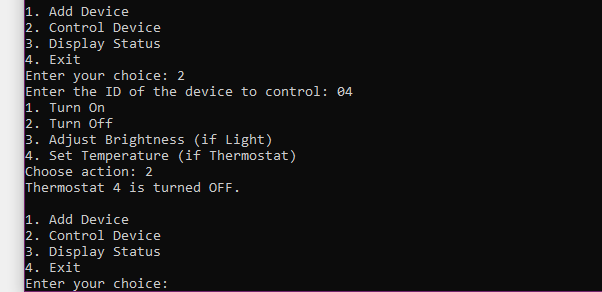 1. Add Device
2. Control Device
3. Display Status
4. Exit
Enter your choice: 2
Enter the ID of the device to control: 04
1. Turn On
2. Turn Off
3. Adjust Brightness (if Light)
4. Set Temperature (if Thermostat)
Choose action: 2
Thermostat 4 is turned OFF.
1. Add Device
2. Control Device
3. Display Status
4. Exit
Enter your choice: